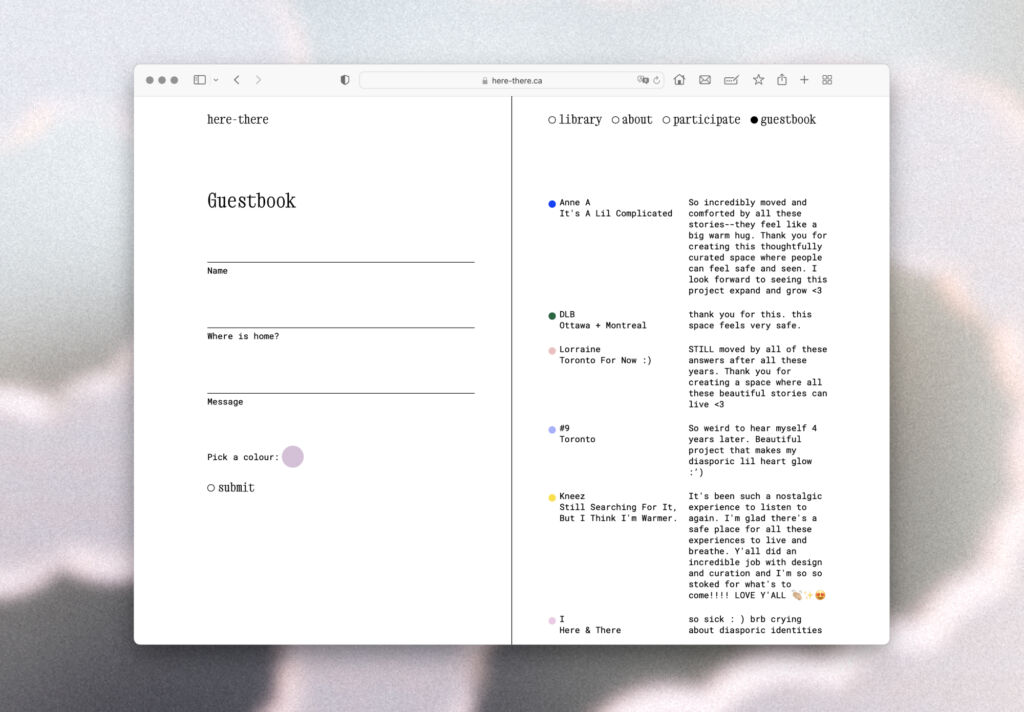 here-there.ca
here-there
library about participate guestbook
Guestbook
Name
Where is home?
Message
Pick a colour:
submit
Anne A
It's A Lil Complicated
So incredibly moved and
comforted by all these
stories--they feel like a
big warm hug. Thank you for
creating this thoughtfully
curated space where people
can feel safe and seen. I
look forward to seeing this
project expand and grow <3
DLB
Ottawa + Montreal
thank you for this. this
space feels very safe.
Lorraine
Toronto For Now :)
STILL moved by all of these
answers after all these
years. Thank you for
creating a space where all
these beautiful stories can
live <3
#9
Toronto
So weird to hear myself 4
years later. Beautiful
project that makes my
diasporic lil heart glow
:')
Kneez
Still Searching For It,
But I Think I'm Warmer.
It's been such a nostalgic
experience to listen to
again. I'm glad there's a
safe place for all these
experiences to live and
breathe. Y'all did an
incredible job with design
and curation and I'm so so
stoked for what's to
come!!!! LOVE Y'ALL 👏🏼✨😍
I
Here & There
so sick : ) brb crying
about diasporic identities